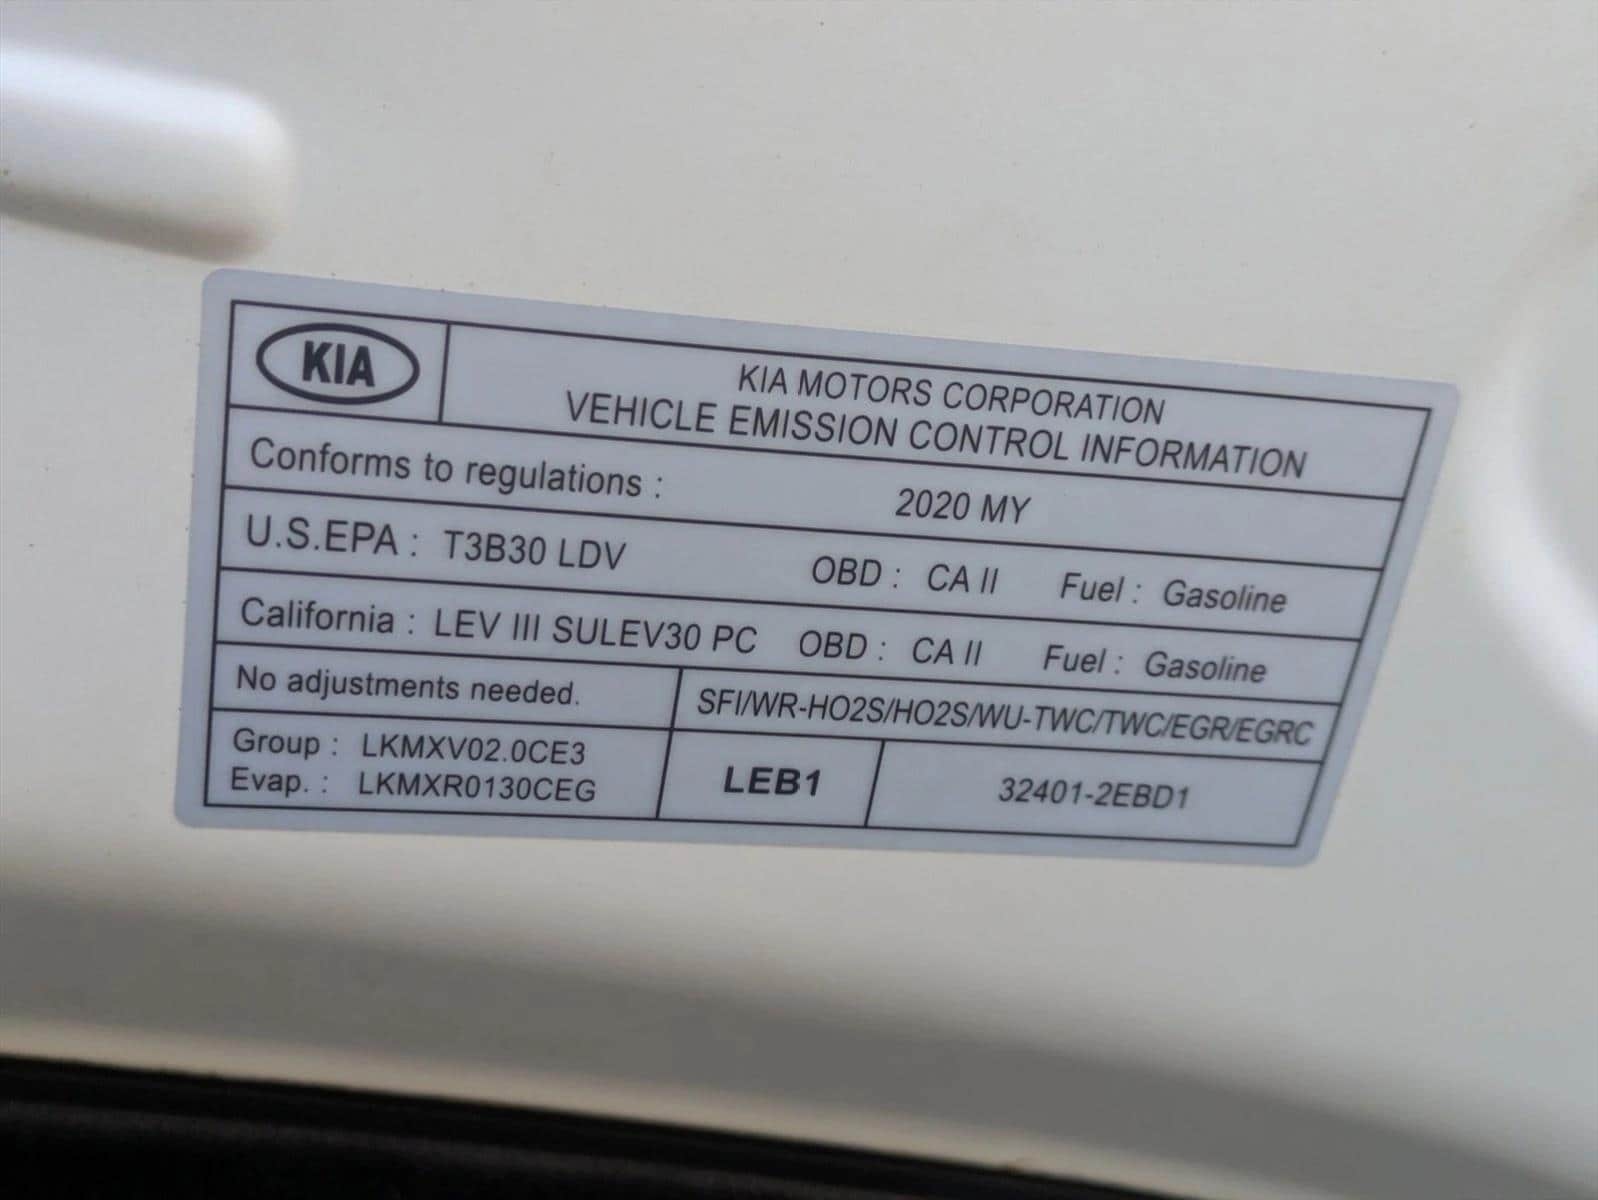 KIA
KIA MOTORS CORPORATION
VEHICLE EMISSION CONTROL INFORMATION
Conforms to regulations : 2020 MY
U.S.EPA : T3B30 LDV OBD : CA II Fuel : Gasoline
California : LEV III SULEV30 PC OBD : CA II Fuel : Gasoline
No adjustments needed. SFI/WR-HO2S/HO2S/WU-TWC/TWC/EGR/EGRC
Group : LKMXV02.0CE3
Evap. : LKMXR0130CEG
LEB1
32401-2EBD1